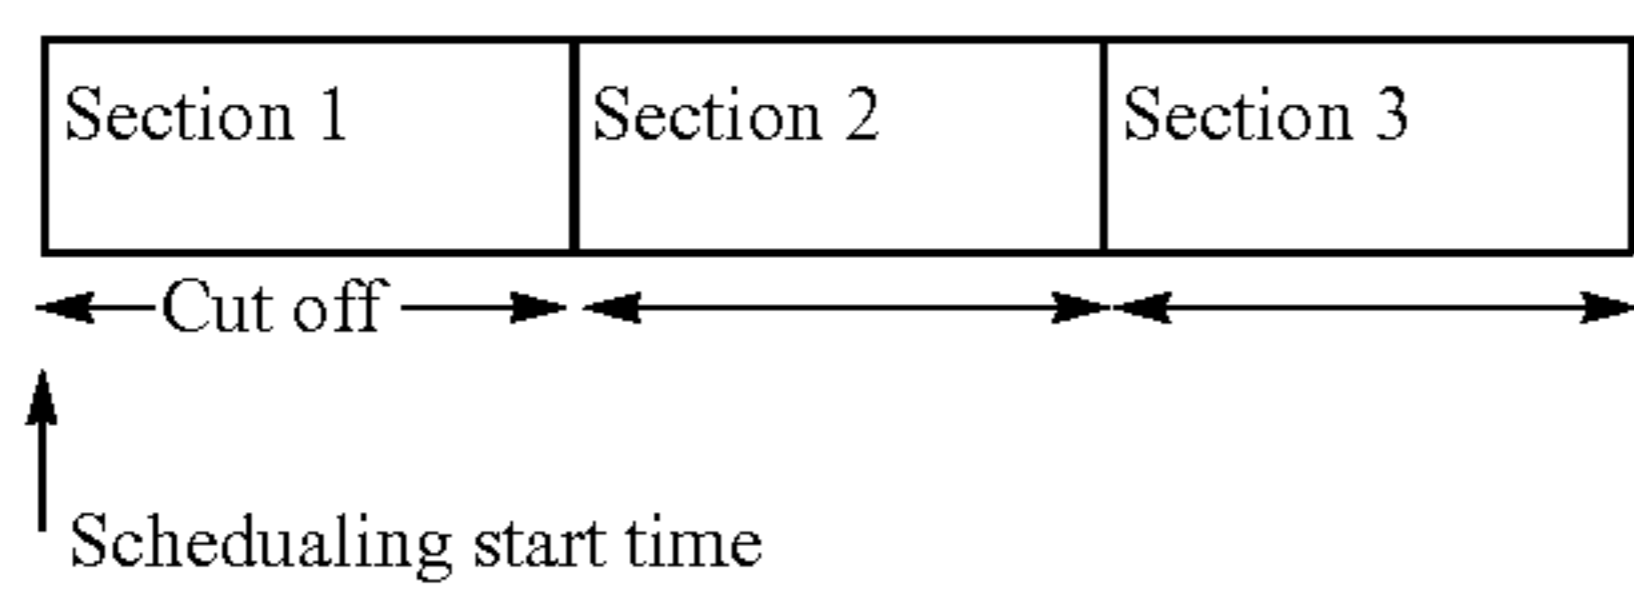 Section 1
Section 2
Section 3
Cut off
Schedualing start time